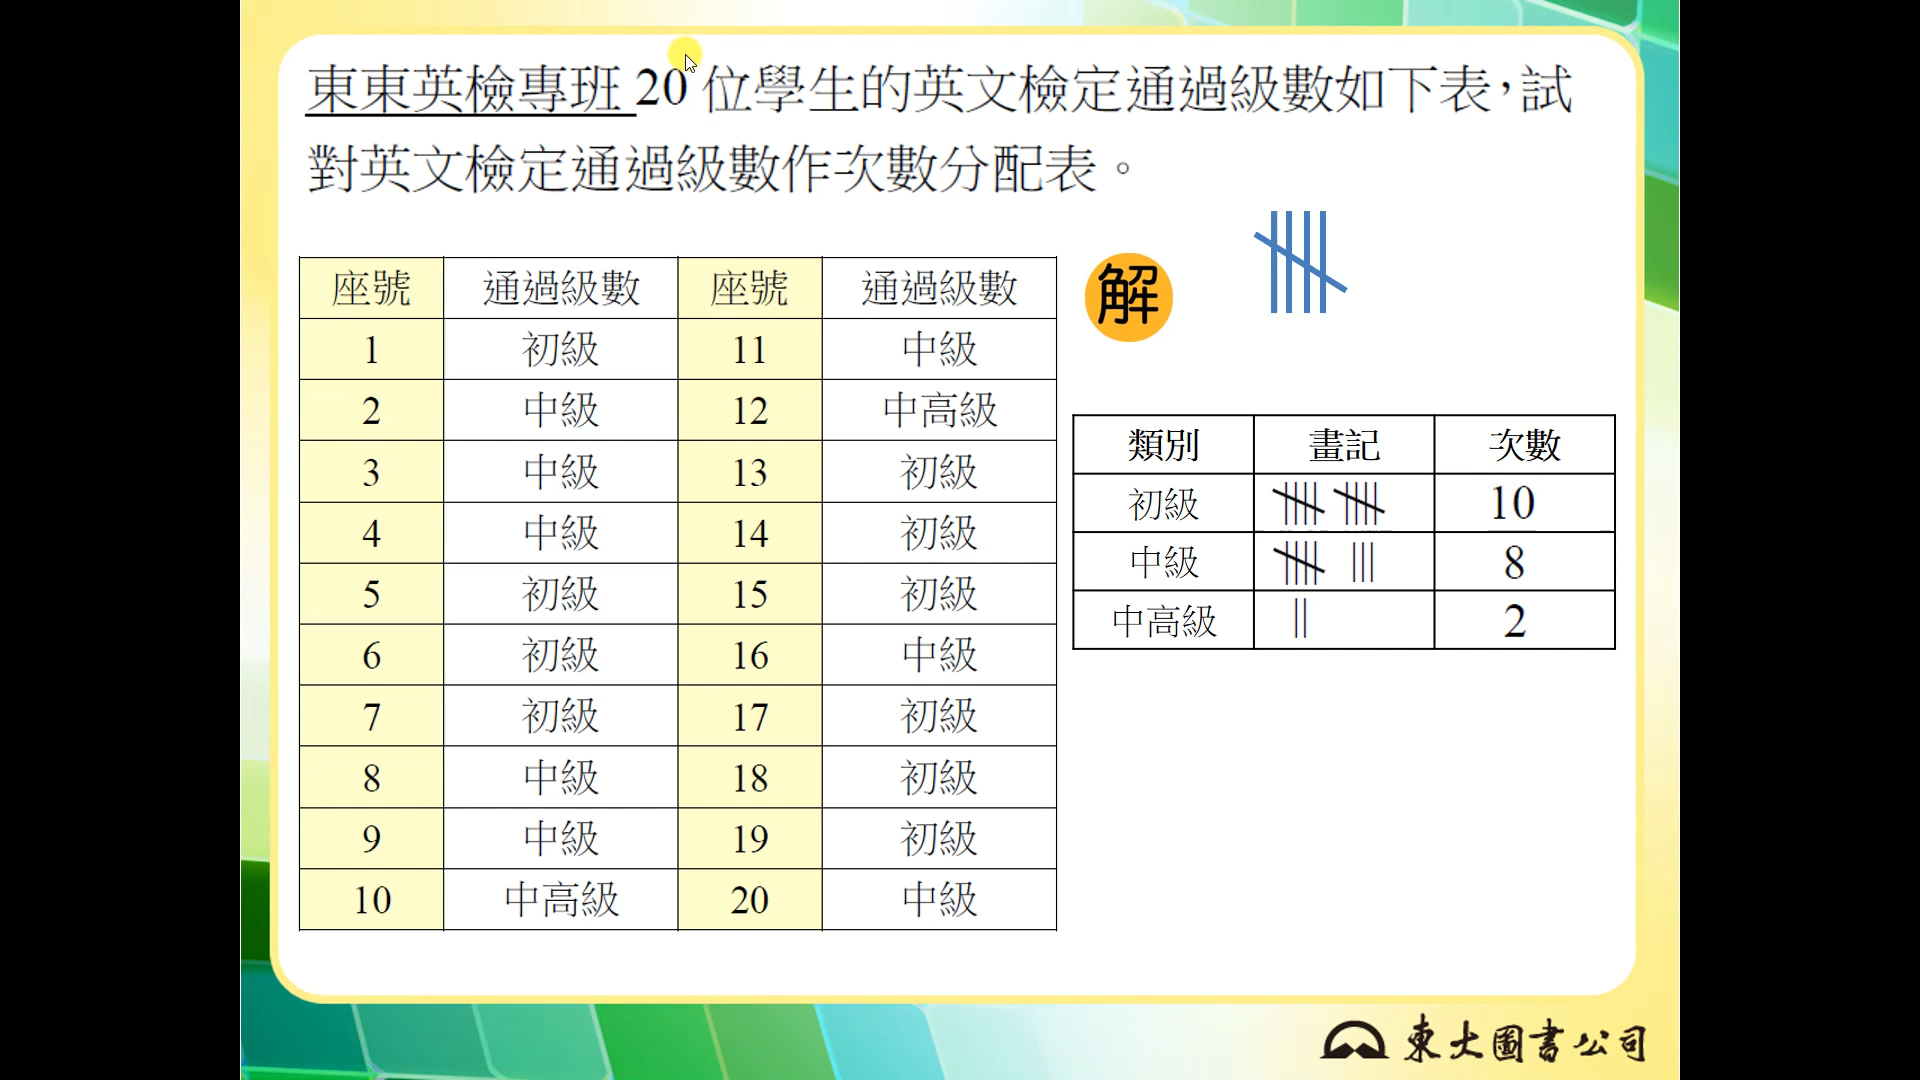 東東英檢專班 20 位學生的英文檢定通過級數如下表，試
對英文檢定通過級數作次數分配表。
座號 通過級數 座號 通過級數
1 初級 11 中級
2 中級 12 中高級
3 中級 13 初級
4 中級 14 初級
5 初級 15 初級
6 初級 16 中級
7 初級 17 初級
8 中級 18 初級
9 中級 19 初級
10 中高級 20 中級
解
類別 畫記 次數
初級 10
中級 8
中高級 2
東大圖書公司